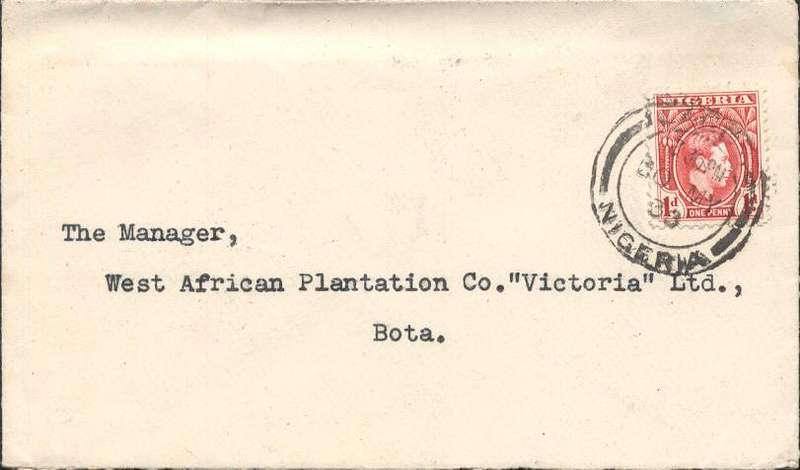 NIGERIA
1d 1d
ONE PENNY
NIGERIA
The Manager,
West African Plantation Co."Victoria" Ltd.,
Bota.